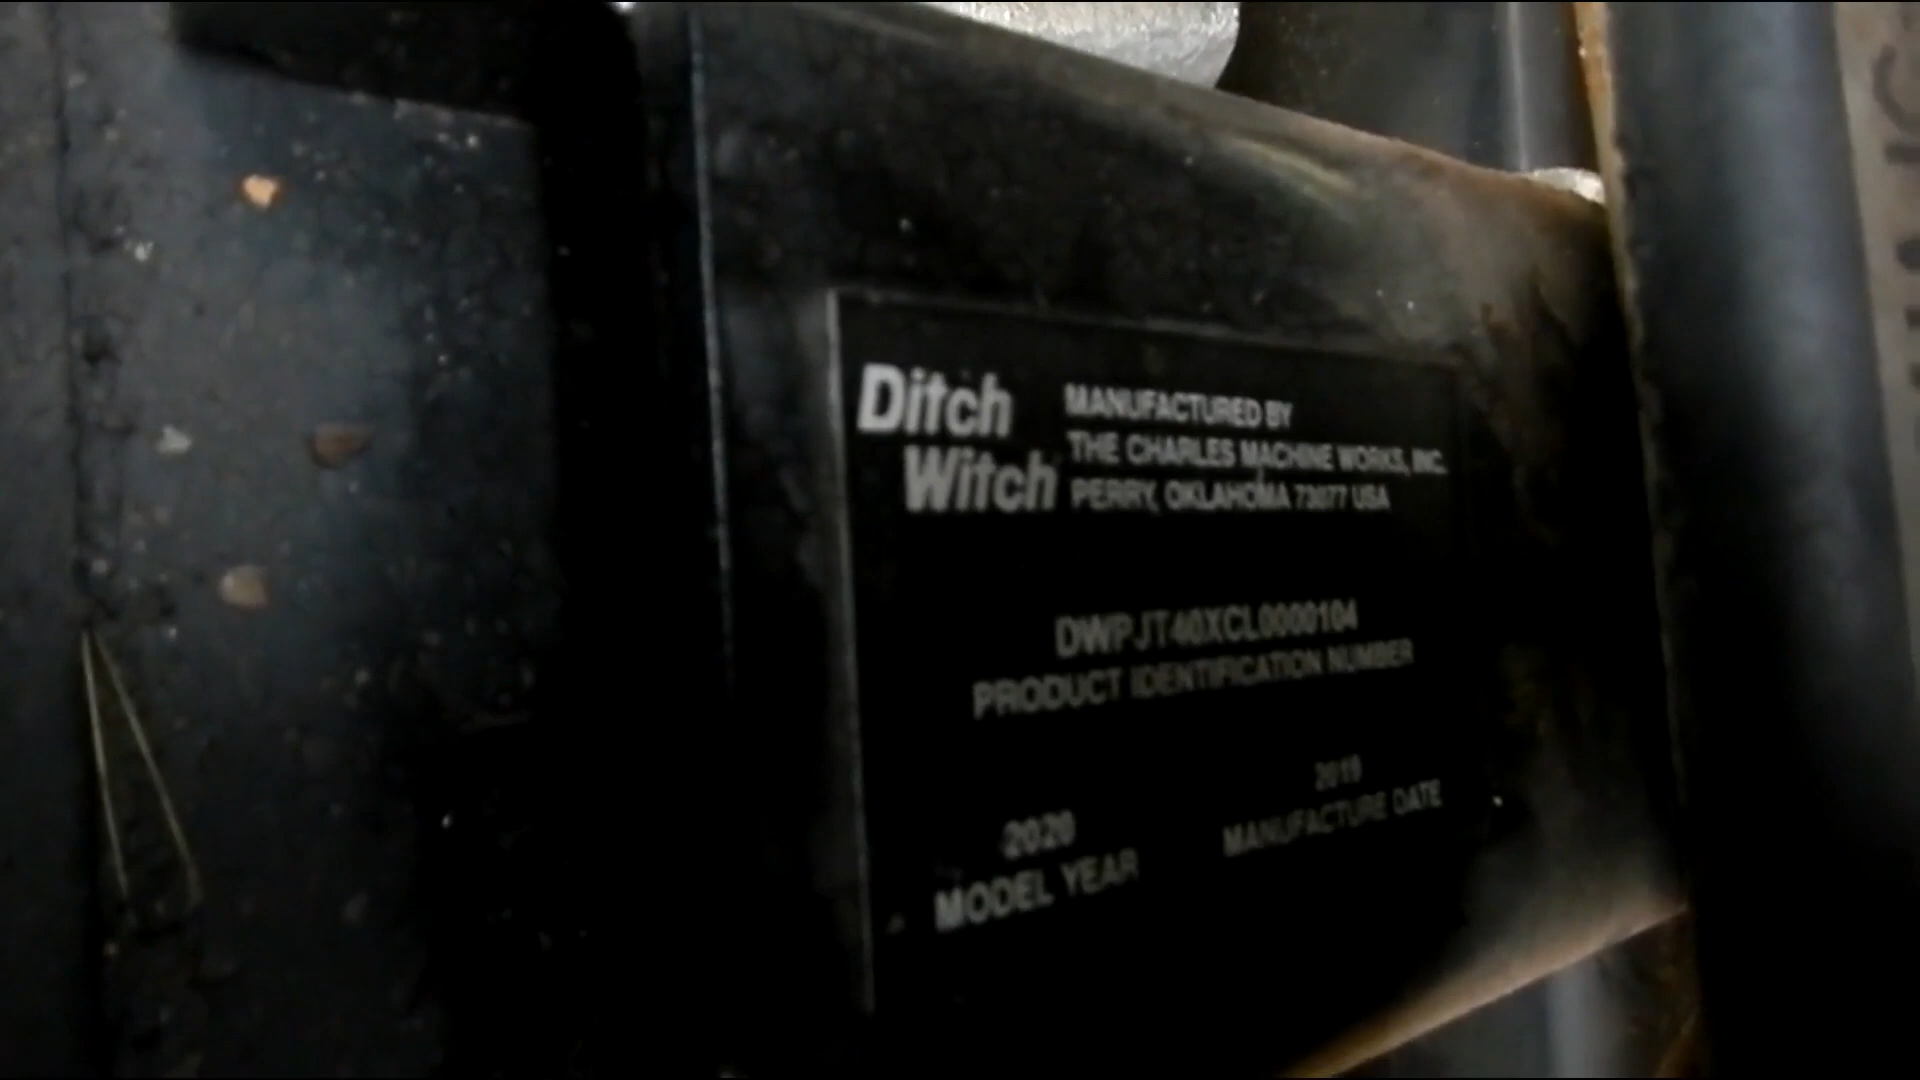 Ditch
Witch
MANUFACTURED BY
THE CHARLES MACHINE WORKS, INC.
PERRY, OKLAHOMA 73077 USA
DWPJT40XCL0000104
PRODUCT IDENTIFICATION NUMBER
2020
MODEL YEAR
2019
MANUFACTURE DATE